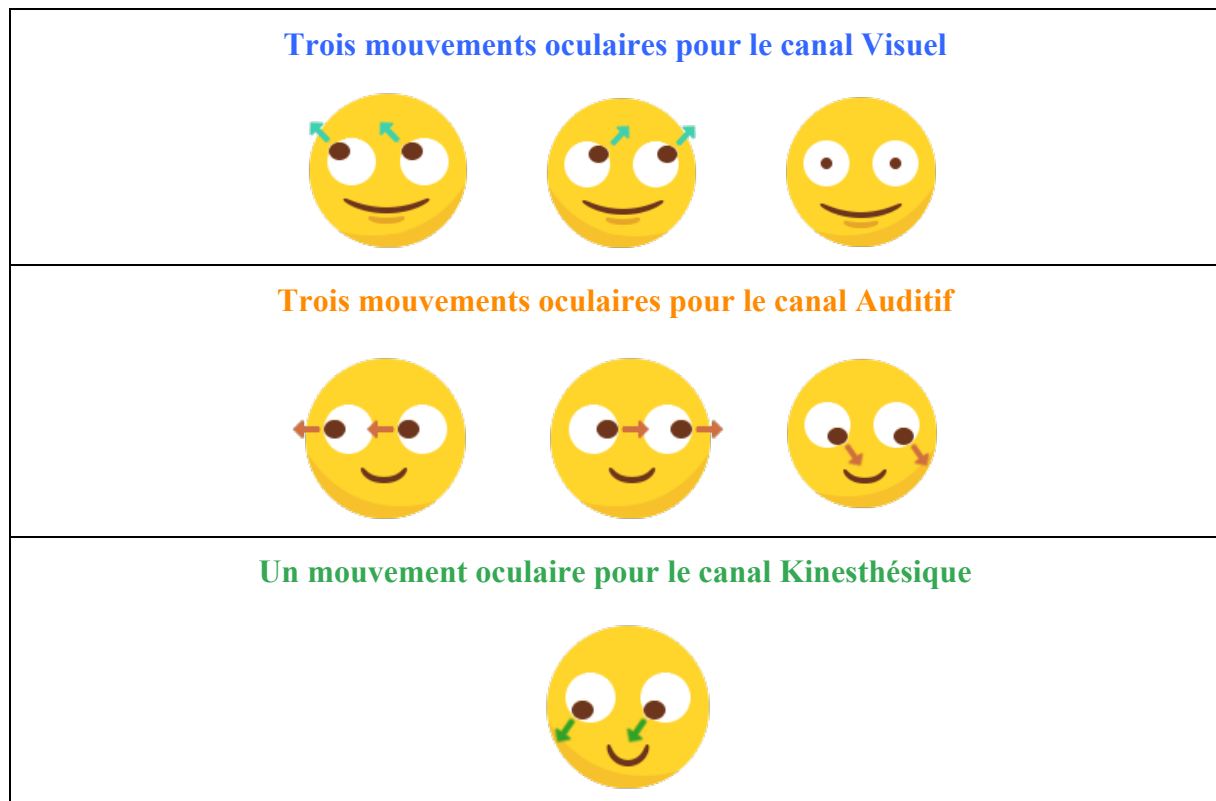 Trois mouvements oculaires pour le canal Visuel
Trois mouvements oculaires pour le canal Auditif
Un mouvement oculaire pour le canal Kinesthésique